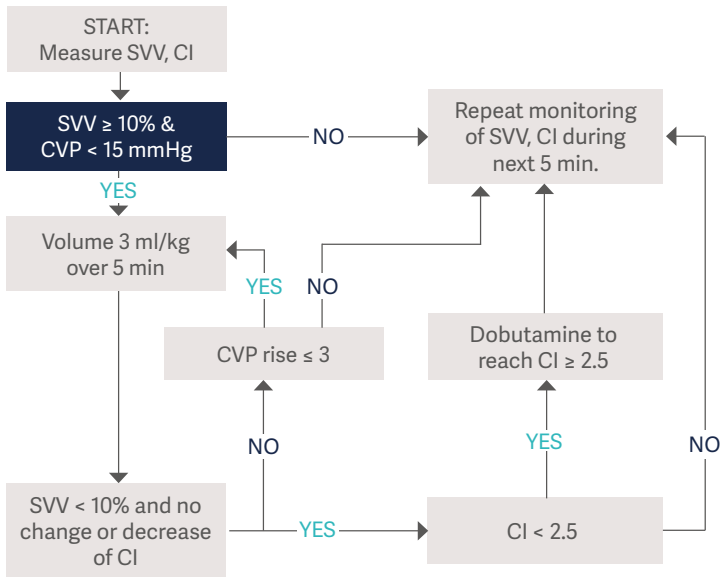 START:
Measure SVV, CI
SVV ≥ 10% &
CVP < 15 mmHg
NO
Repeat monitoring
of SVV, CI during
next 5 min.
YES
Volume 3 ml/kg
over 5 min
YES
NO
CVP rise ≤ 3
Dobutamine to
reach CI ≥ 2.5
NO
YES
NO
SVV < 10% and no
change or decrease
of CI
YES
CI < 2.5